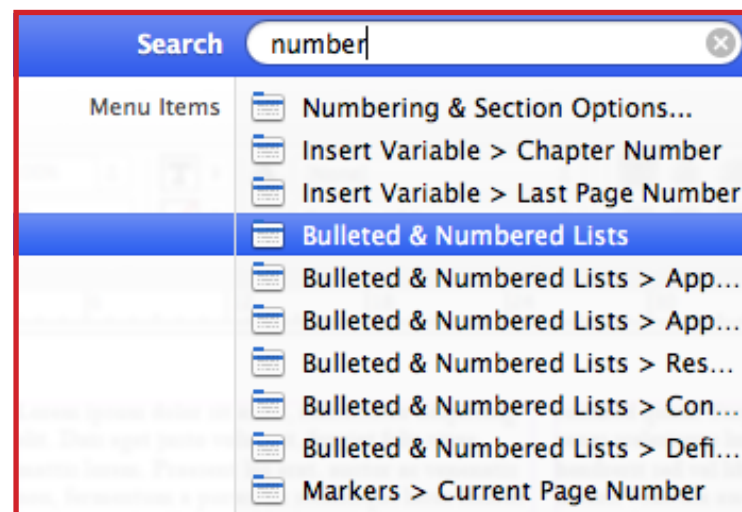 Search number
Menu Items Numbering & Section Options...
Insert Variable > Chapter Number
Insert Variable > Last Page Number
Bulleted & Numbered Lists
Bulleted & Numbered Lists > App...
Bulleted & Numbered Lists > App...
Bulleted & Numbered Lists > Res...
Bulleted & Numbered Lists > Con...
Bulleted & Numbered Lists > Defi...
Markers > Current Page Number